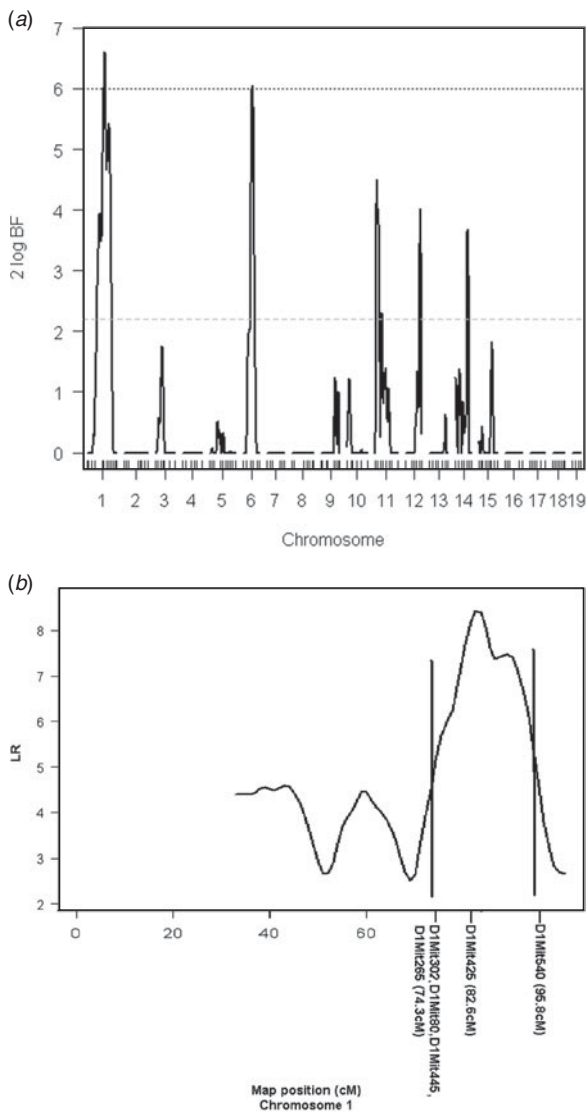 (a)
7
6
5
4
3
2
1
0
2 log BF
1 2 3 4 5 6 7 8 9 10 11 12 13 14 15 16 17 18 19
Chromosome
(b)
8
7
6
5
4
3
2
LR
0 20 40 60
D1Mit265 (74.3cM)
D1Mit302,D1Mit80,D1Mit445,
D1Mit425 (82.6cM)
D1Mit540 (95.8cM)
Map position (cM)
Chromosome 1